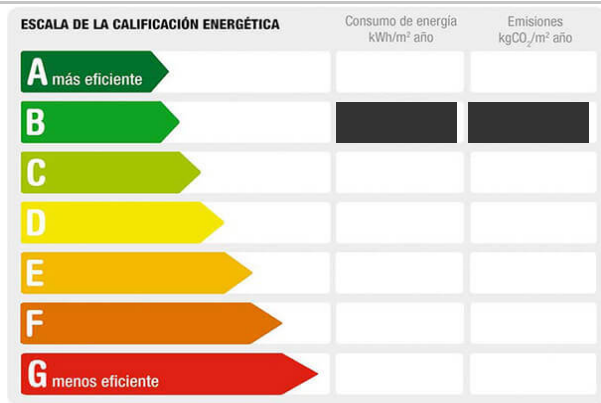 ESCALA DE LA CALIFICACIÓN ENERGÉTICA
Consumo de energía
kWh/m² año
Emisiones
kgCO₂/m² año
A más eficiente
B
C
D
E
F
G menos eficiente